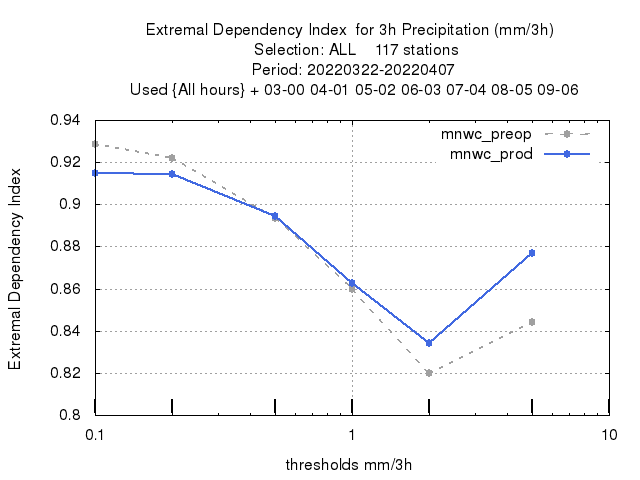 Extremal Dependency Index  for 3h Precipitation (mm/3h)
Selection: ALL    117 stations
Period: 20220322-20220407
Used {All hours} + 03-00 04-01 05-02 06-03 07-04 08-05 09-06
mnwc_preop
mnwc_prod
Extremal Dependency Index
0.94
0.92
0.9
0.88
0.86
0.84
0.82
0.8
0.1 1 10
thresholds mm/3h